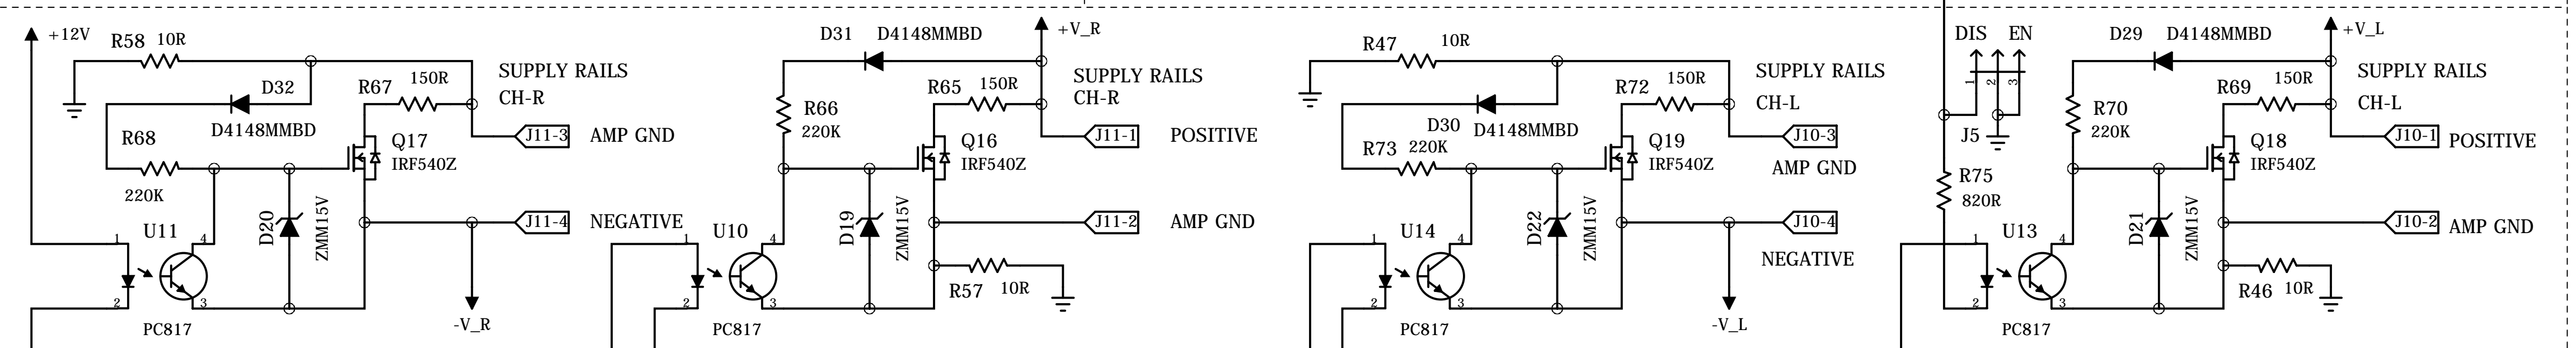 +12V
R58 10R
D32
D4148MMBD
R67 150R
SUPPLY RAILS
CH-R
R68
220K
Q17
IRF540Z
J11-3 AMP GND
U11
1
2
4
3
PC817
D20
ZMM15V
J11-4 NEGATIVE
-V_R
D31 D4148MMBD
+V_R
R66
220K
R65 150R
SUPPLY RAILS
CH-R
Q16
IRF540Z
J11-1 POSITIVE
U10
1
2
4
3
PC817
D19
ZMM15V
J11-2 AMP GND
R57 10R
R47 10R
D30 D4148MMBD
R73 220K
R72 150R
SUPPLY RAILS
CH-L
Q19
IRF540Z
J10-3
AMP GND
U14
1
2
4
3
PC817
D22
ZMM15V
J10-4
NEGATIVE
-V_L
DIS EN
1
2
3
J5
R75
820R
D29 D4148MMBD
+V_L
R70
220K
R69 150R
SUPPLY RAILS
CH-L
Q18
IRF540Z
J10-1 POSITIVE
U13
1
2
4
3
PC817
D21
ZMM15V
J10-2 AMP GND
R46 10R